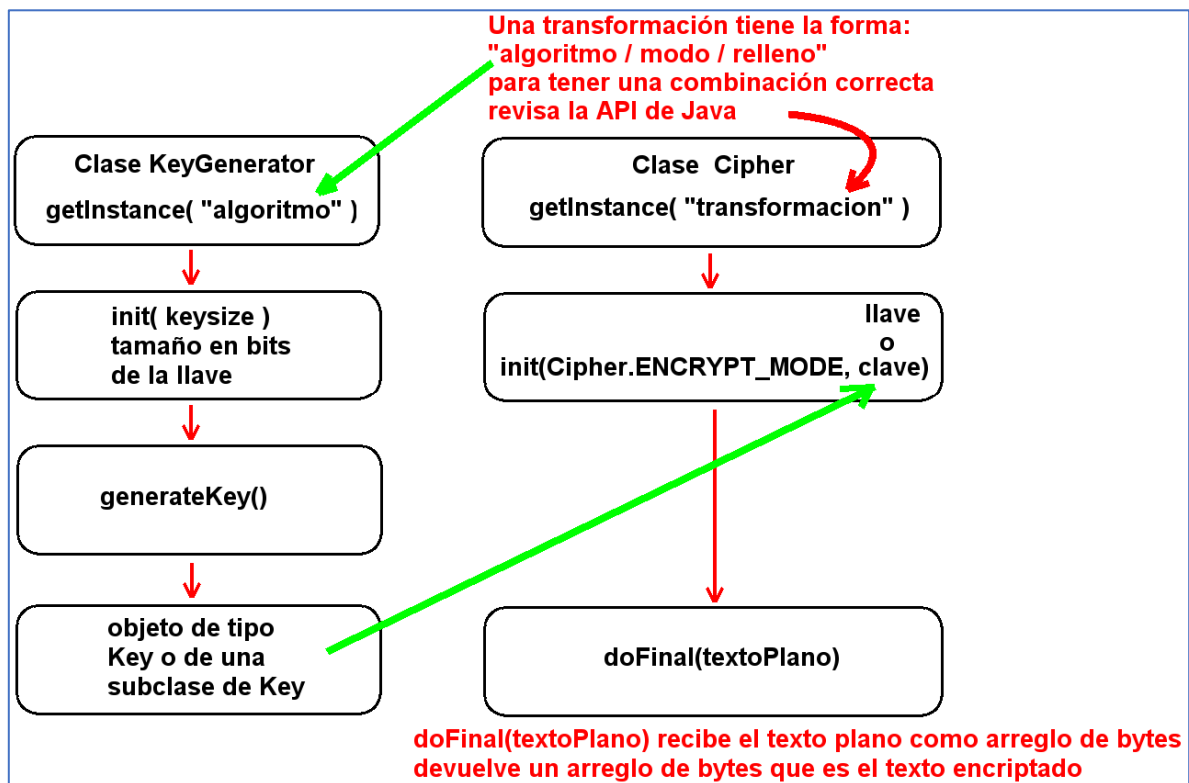 Una transformación tiene la forma:
"algoritmo / modo / relleno"
para tener una combinación correcta
revisa la API de Java
Clase KeyGenerator
getInstance( "algoritmo" )
init( keysize )
tamaño en bits
de la llave
generateKey()
objeto de tipo
Key o de una
subclase de Key
Clase Cipher
getInstance( "transformacion" )
llave
o
init(Cipher.ENCRYPT_MODE, clave)
doFinal(textoPlano)
doFinal(textoPlano) recibe el texto plano como arreglo de bytes
devuelve un arreglo de bytes que es el texto encriptado